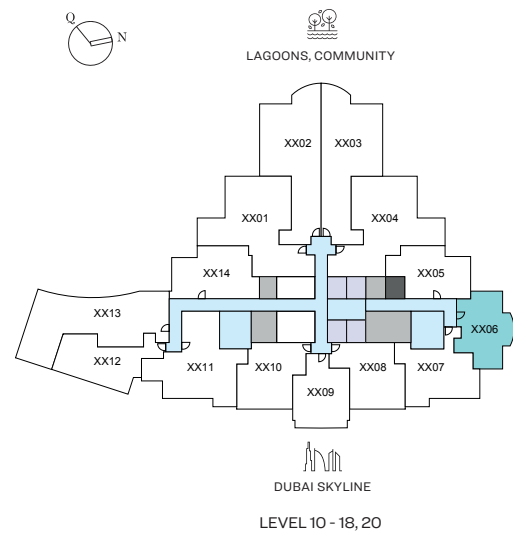 Q
N
LAGOONS, COMMUNITY
XX02
XX03
XX01
XX04
XX14
XX05
XX13
XX06
XX12
XX11
XX10
XX08
XX07
XX09
DUBAI SKYLINE
LEVEL 10 - 18, 20